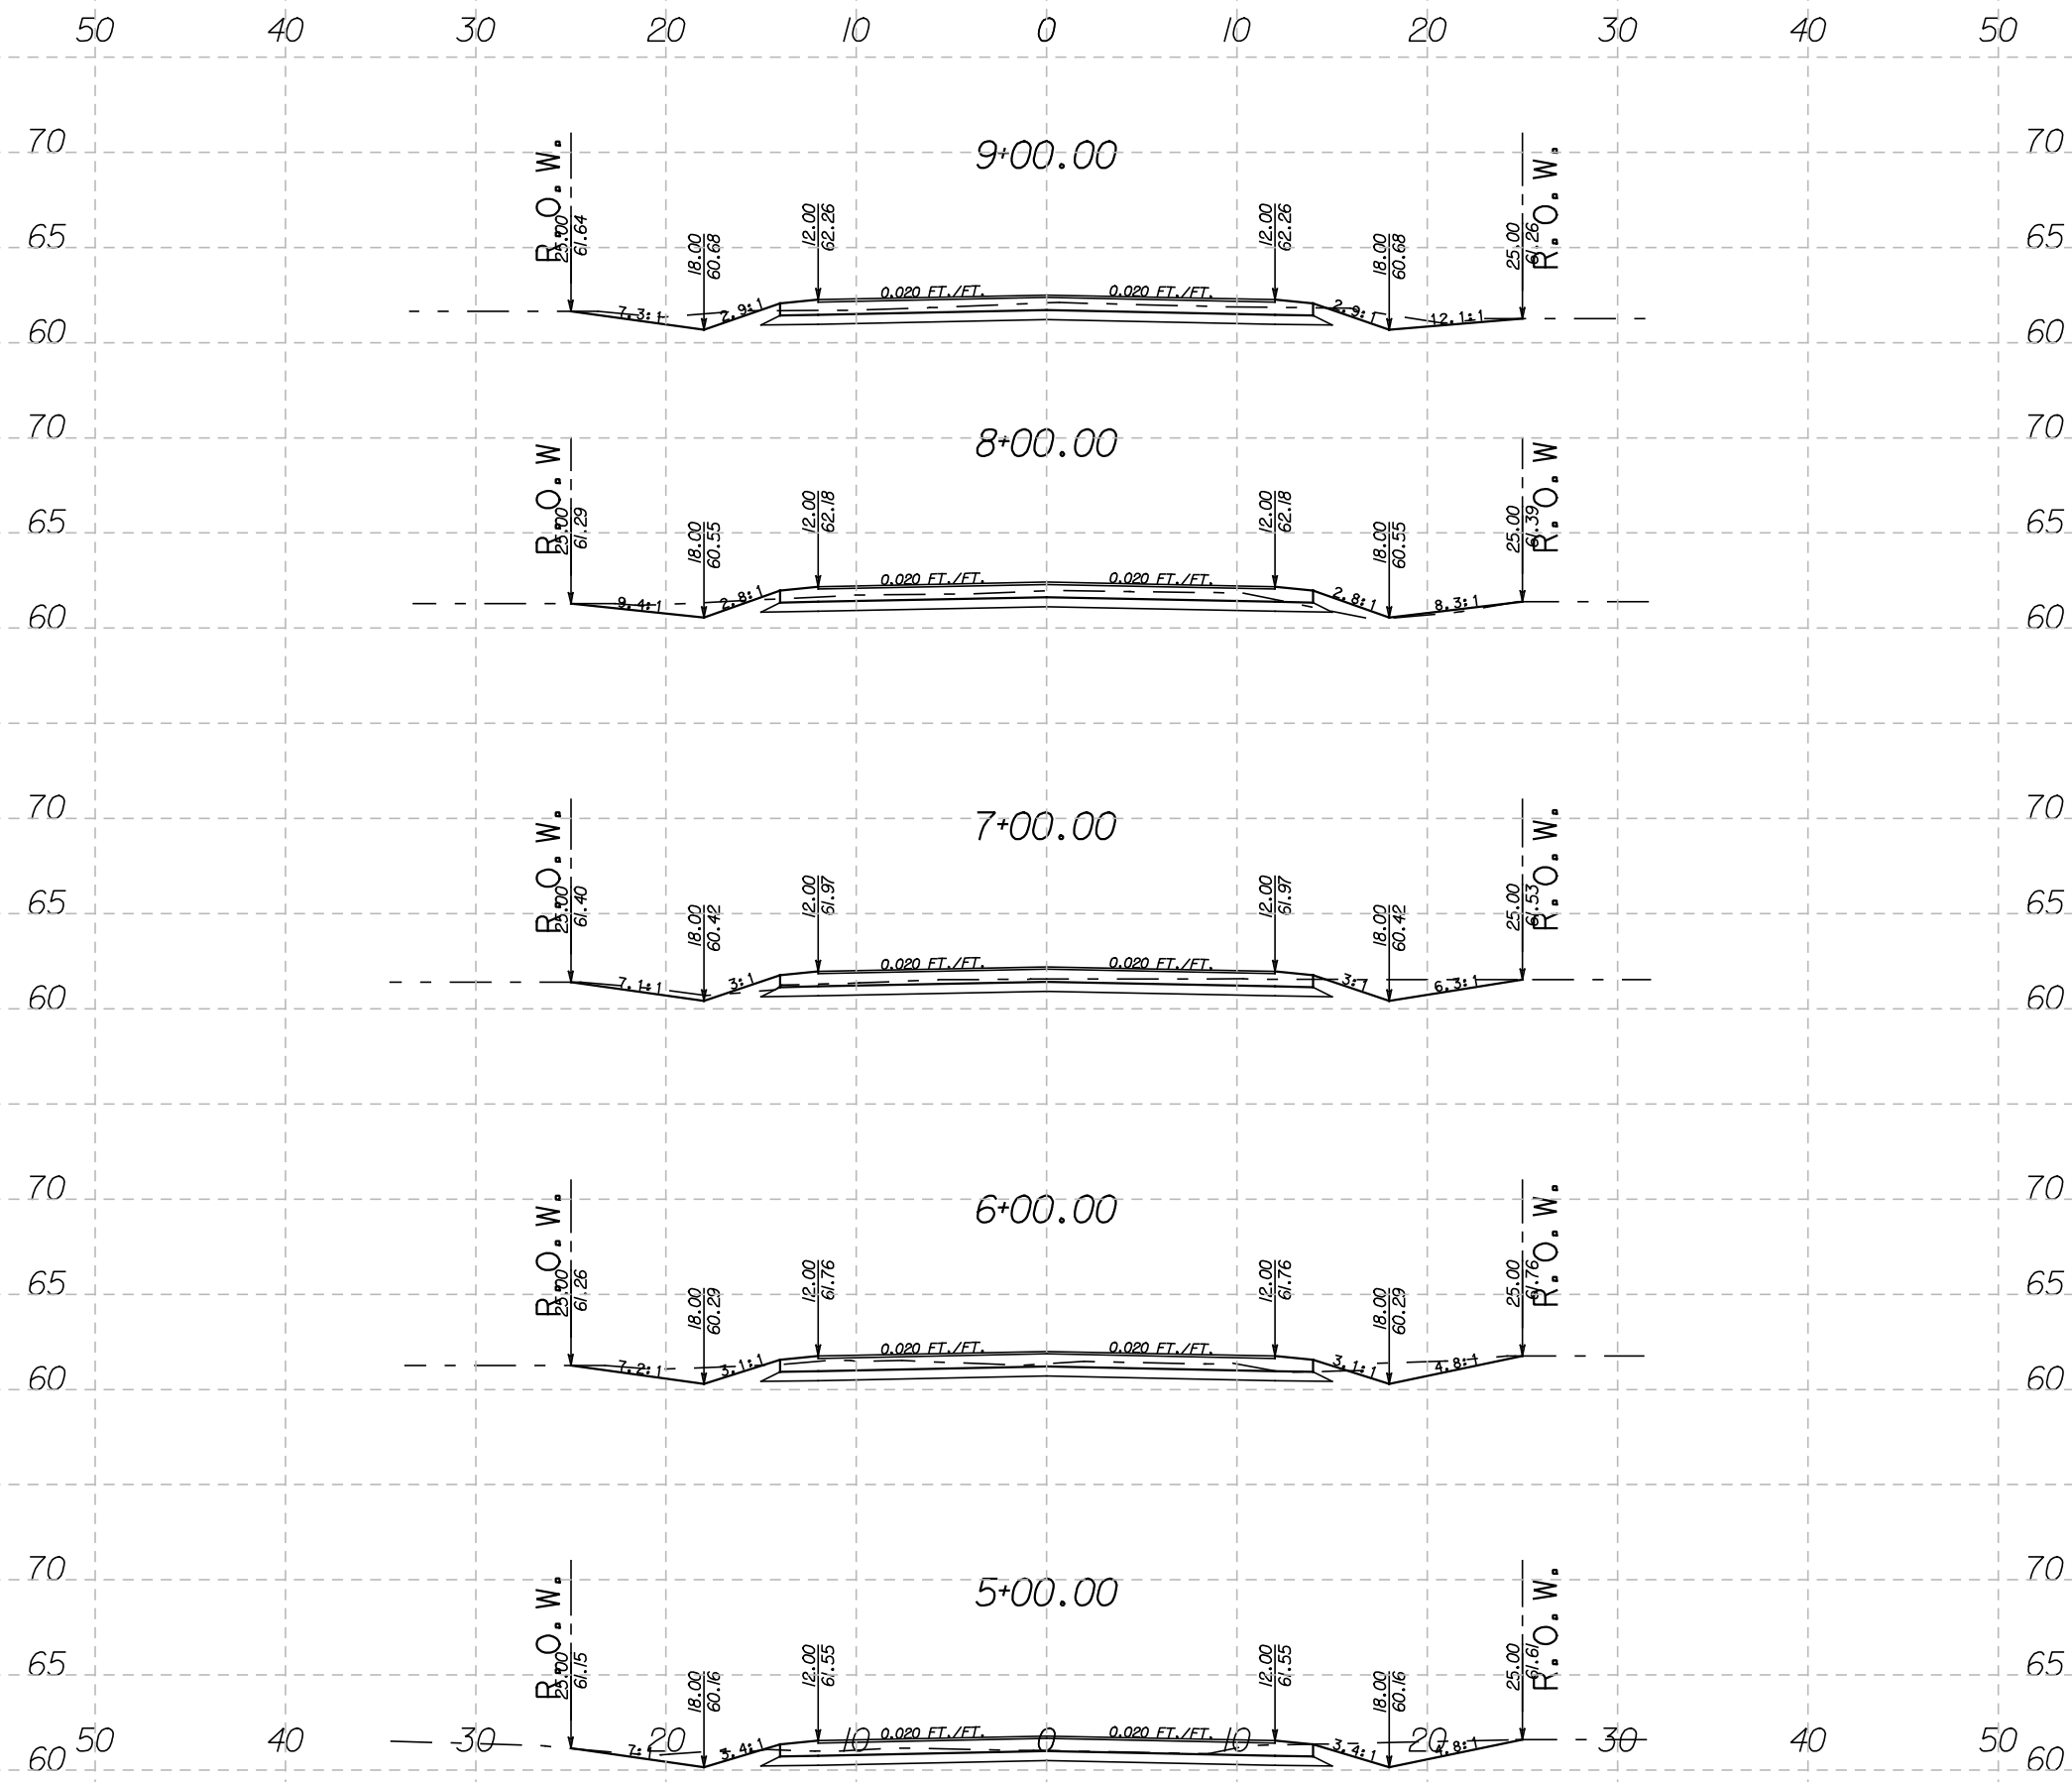 50 40 30 20 10 0 10 20 30 40 50
70 R.O.W. 9+00.00 R.O.W. 70
25.00 61.64 18.00 60.68 12.00 62.26 12.00 62.26 18.00 60.68 25.00 61.26
65 65
7.3:1 2.9:1 0.020 FT./FT. 0.020 FT./FT. 2.9:1 12.1:1
60 60
70 R.O.W 8+00.00 R.O.W 70
25.00 61.29 18.00 60.55 12.00 62.18 12.00 62.18 18.00 60.55 25.00 61.39
65 65
9.4:1 2.8:1 0.020 FT./FT. 0.020 FT./FT. 2.8:1 8.3:1
60 60
70 R.O.W. 7+00.00 R.O.W. 70
25.00 61.40 18.00 60.42 12.00 61.97 12.00 61.97 18.00 60.42 25.00 61.53
65 65
7.1:1 3:1 0.020 FT./FT. 0.020 FT./FT. 3:1 6.3:1
60 60
70 R.O.W. 6+00.00 R.O.W. 70
25.00 61.26 18.00 60.29 12.00 61.76 12.00 61.76 18.00 60.29 25.00 61.76
65 65
7.2:1 3.1:1 0.020 FT./FT. 0.020 FT./FT. 3.1:1 4.8:1
60 60
70 R.O.W. 5+00.00 R.O.W. 70
25.00 61.15 18.00 60.16 12.00 61.55 12.00 61.55 18.00 60.16 25.00 61.61
65 65
7:1 3.4:1 0.020 FT./FT. 0.020 FT./FT. 3.4:1 4.8:1
50 40 30 20 10 0 10 20 30 40 50
60 60